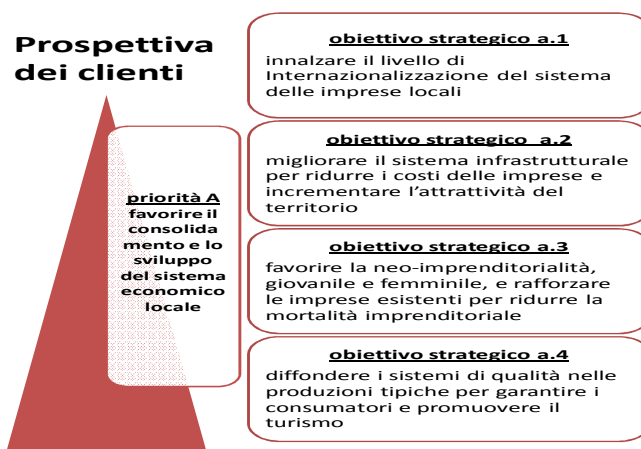 Prospettiva
dei clienti
priorità A
favorire il
consolida
mento e lo
sviluppo
del sistema
economico
locale
obiettivo strategico a.1
innalzare il livello di
Internazionalizzazione del sistema
delle imprese locali
obiettivo strategico  a.2
migliorare il sistema infrastrutturale
per ridurre i costi delle imprese e
incrementare l’attrattività del
territorio
obiettivo strategico a.3
favorire la neo-imprenditorialità,
giovanile e femminile, e rafforzare
le imprese esistenti per ridurre la
mortalità imprenditoriale
obiettivo strategico a.4
diffondere i sistemi di qualità nelle
produzioni tipiche per garantire i
consumatori e promuovere il
turismo